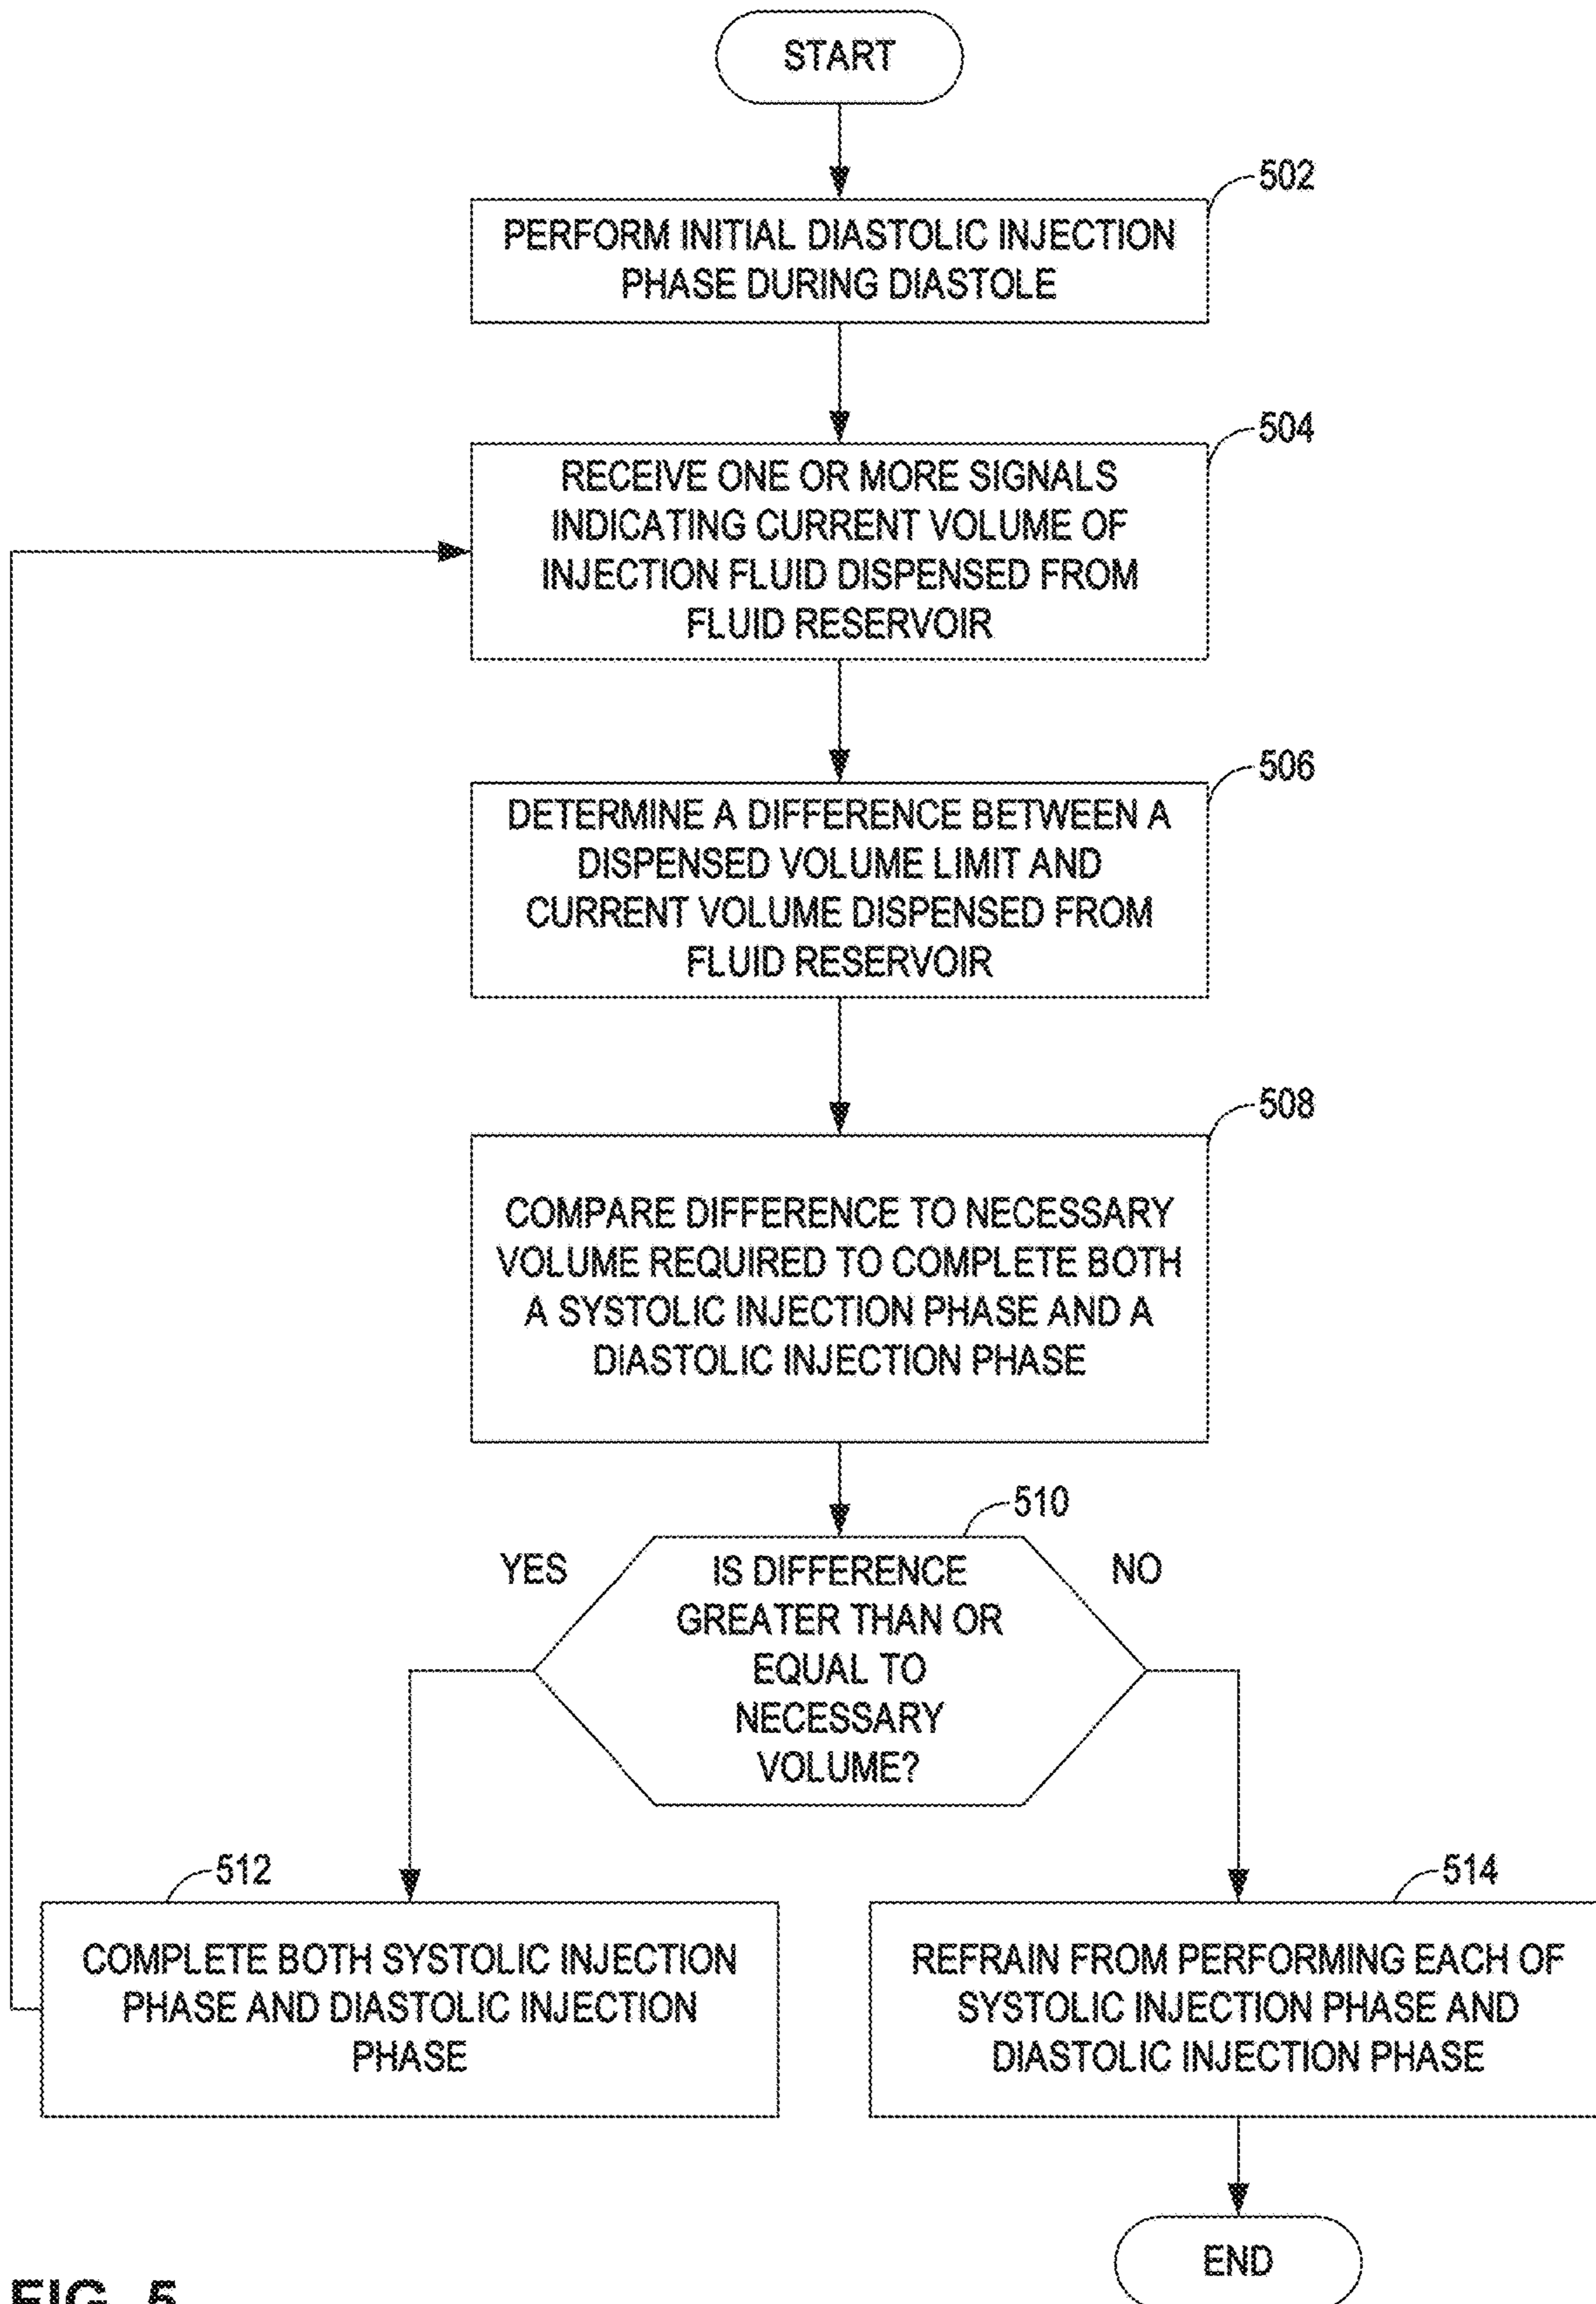 START
502
PERFORM INITIAL DIASTOLIC INJECTION
PHASE DURING DIASTOLE
504
RECEIVE ONE OR MORE SIGNALS
INDICATING CURRENT VOLUME OF
INJECTION FLUID DISPENSED FROM
FLUID RESERVOIR
506
DETERMINE A DIFFERENCE BETWEEN A
DISPENSED VOLUME LIMIT AND
CURRENT VOLUME DISPENSED FROM
FLUID RESERVOIR
508
COMPARE DIFFERENCE TO NECESSARY
VOLUME REQUIRED TO COMPLETE BOTH
A SYSTOLIC INJECTION PHASE AND A
DIASTOLIC INJECTION PHASE
510
YES
NO
IS DIFFERENCE
GREATER THAN OR
EQUAL TO
NECESSARY
VOLUME?
512
COMPLETE BOTH SYSTOLIC INJECTION
PHASE AND DIASTOLIC INJECTION
PHASE
514
REFRAIN FROM PERFORMING EACH OF
SYSTOLIC INJECTION PHASE AND
DIASTOLIC INJECTION PHASE
END
FIG. 5